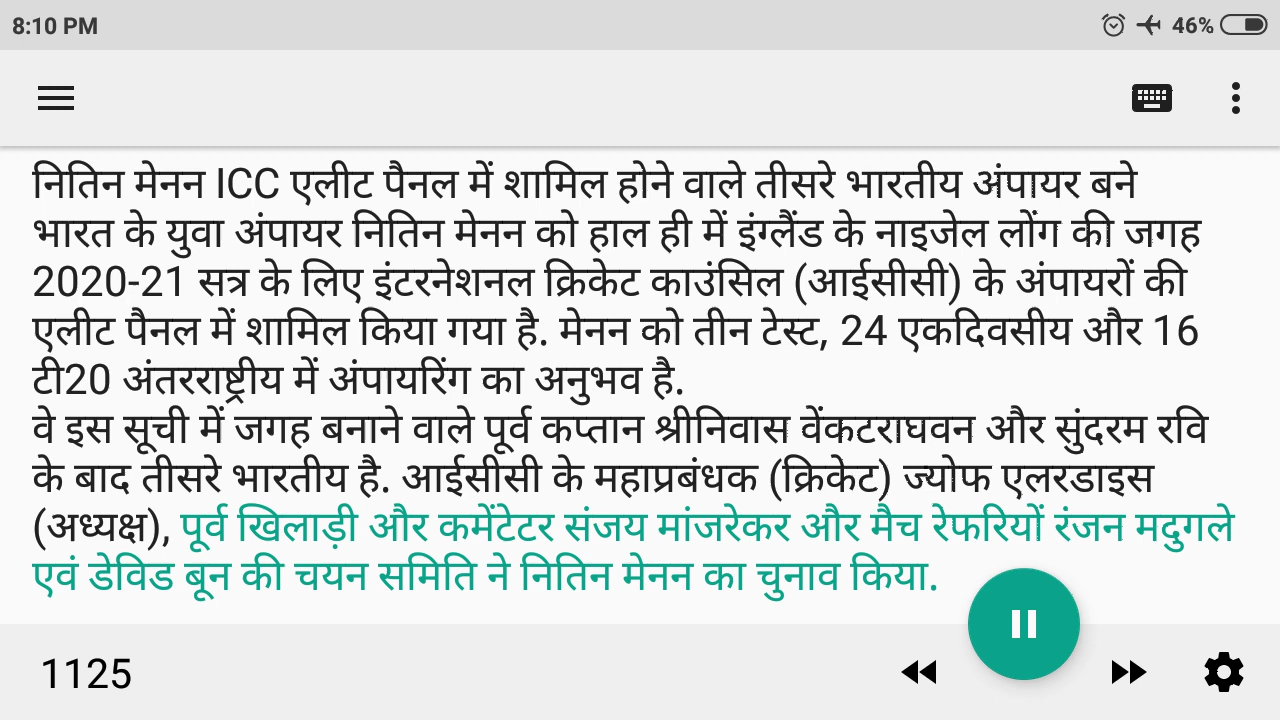 8:10 PM
46%
नितिन मेनन ICC एलीट पैनल में शामिल होने वाले तीसरे भारतीय अंपायर बने
भारत के युवा अंपायर नितिन मेनन को हाल ही में इंग्लैंड के नाइजेल लोंग की जगह
2020-21 सत्र के लिए इंटरनेशनल क्रिकेट काउंसिल (आईसीसी) के अंपायरों की
एलीट पैनल में शामिल किया गया है. मेनन को तीन टेस्ट, 24 एकदिवसीय और 16
टी20 अंतरराष्ट्रीय में अंपायरिंग का अनुभव है.
वे इस सूची में जगह बनाने वाले पूर्व कप्तान श्रीनिवास वेंकटराघवन और सुंदरम रवि
के बाद तीसरे भारतीय है. आईसीसी के महाप्रबंधक (क्रिकेट) ज्योफ एलरडाइस
(अध्यक्ष), पूर्व खिलाड़ी और कमेंटेटर संजय मांजरेकर और मैच रेफरियों रंजन मदुगले
एवं डेविड बून की चयन समिति ने नितिन मेनन का चुनाव किया.
1125